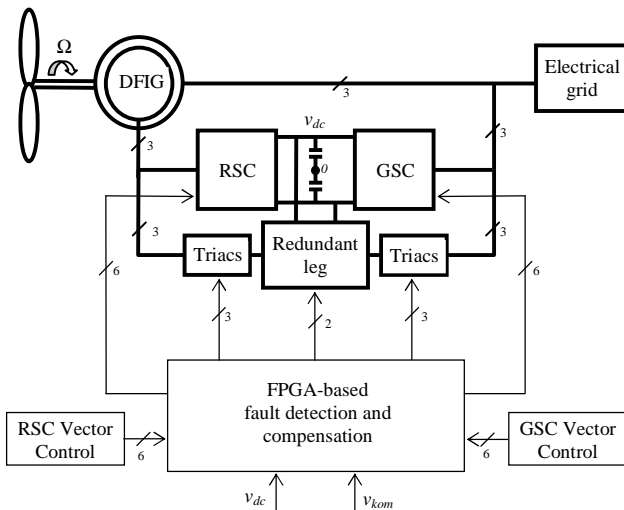 Ω
DFIG
Electrical
grid
3
v_dc
3
3
RSC
0
GSC
3
3
Triacs
Redundant
leg
Triacs
6
6
3
2
3
FPGA-based
fault detection and
compensation
RSC Vector
Control
6
GSC Vector
Control
6
v_dc
v_kom